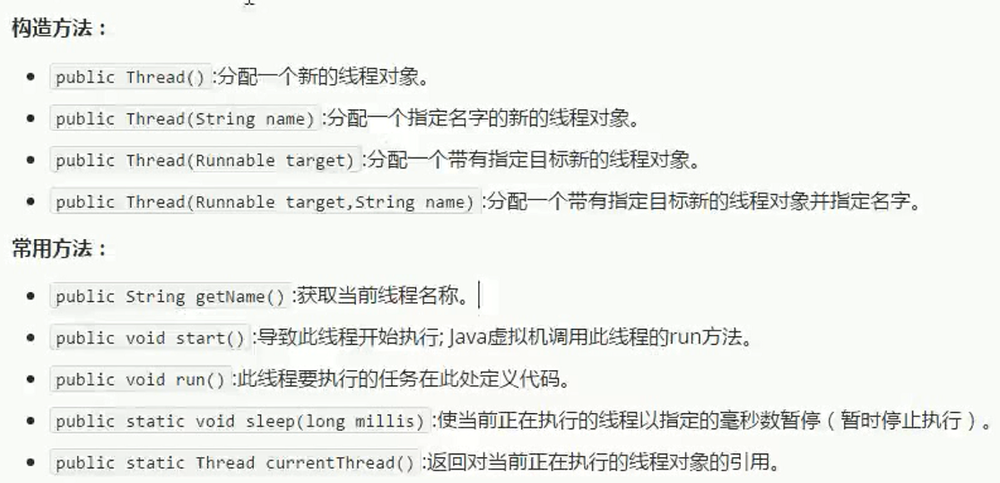 构造方法：
public Thread():分配一个新的线程对象。
public Thread(String name):分配一个指定名字的新的线程对象。
public Thread(Runnable target):分配一个带有指定目标新的线程对象。
public Thread(Runnable target,String name):分配一个带有指定目标新的线程对象并指定名字。
常用方法：
public String getName():获取当前线程名称。
public void start():导致此线程开始执行; Java虚拟机调用此线程的run方法。
public void run():此线程要执行的任务在此处定义代码。
public static void sleep(long millis):使当前正在执行的线程以指定的毫秒数暂停（暂时停止执行）。
public static Thread currentThread():返回对当前正在执行的线程对象的引用。